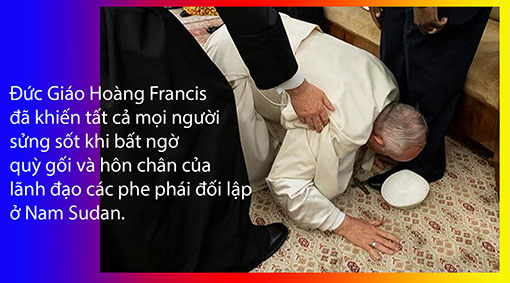 Đức Giáo Hoàng Francis
đã khiến tất cả mọi người
sửng sốt khi bất ngờ
quỳ gối và hôn chân của
lãnh đạo các phe phái đối lập
ở Nam Sudan.